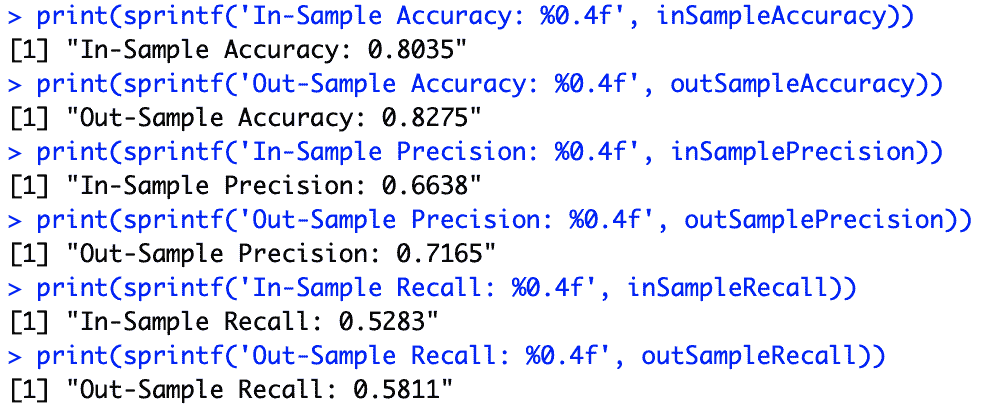 > print(sprintf('In-Sample Accuracy: %0.4f', inSampleAccuracy))
[1] "In-Sample Accuracy: 0.8035"
> print(sprintf('Out-Sample Accuracy: %0.4f', outSampleAccuracy))
[1] "Out-Sample Accuracy: 0.8275"
> print(sprintf('In-Sample Precision: %0.4f', inSamplePrecision))
[1] "In-Sample Precision: 0.6638"
> print(sprintf('Out-Sample Precision: %0.4f', outSamplePrecision))
[1] "Out-Sample Precision: 0.7165"
> print(sprintf('In-Sample Recall: %0.4f', inSampleRecall))
[1] "In-Sample Recall: 0.5283"
> print(sprintf('Out-Sample Recall: %0.4f', outSampleRecall))
[1] "Out-Sample Recall: 0.5811"